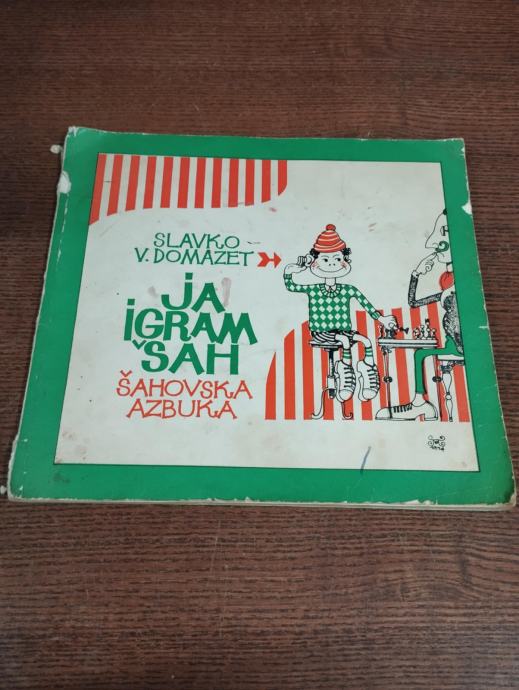 SLAVKO
V. DOMAZET
JA
IGRAM
ŠAH
ŠAHOVSKA
AZBUKA